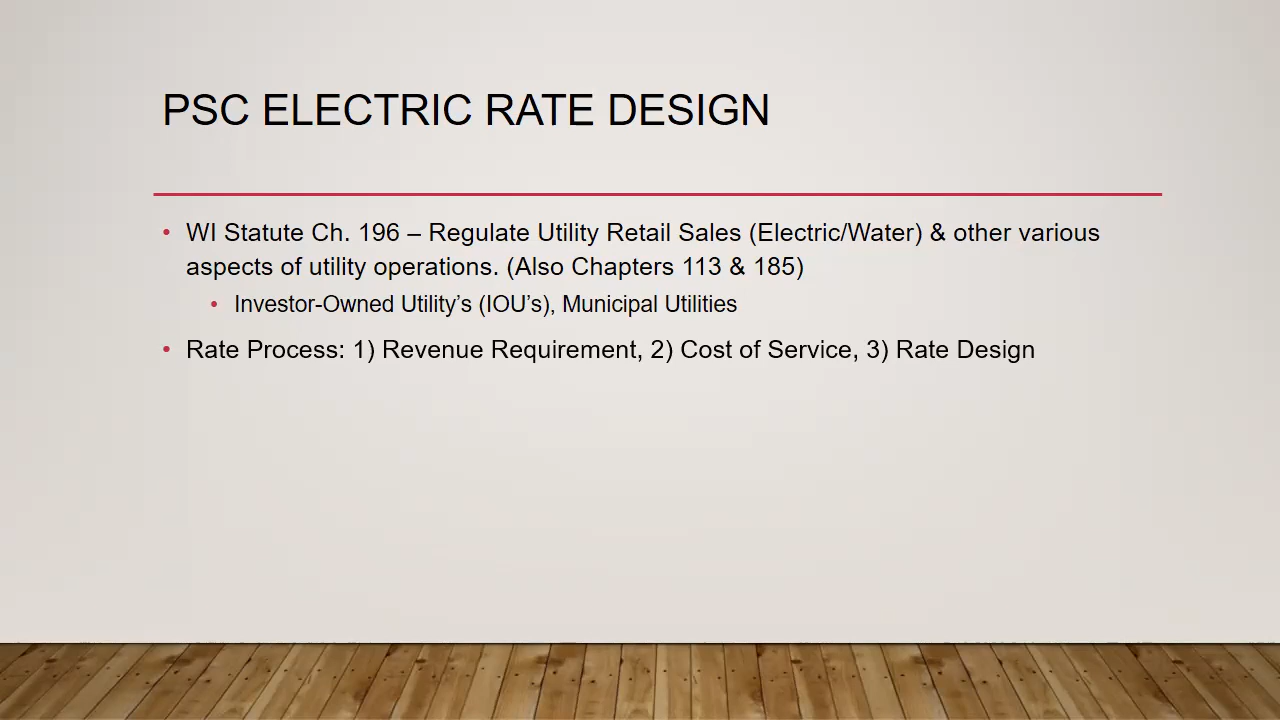 PSC ELECTRIC RATE DESIGN
• WI Statute Ch. 196 – Regulate Utility Retail Sales (Electric/Water) & other various
aspects of utility operations. (Also Chapters 113 & 185)
• Investor-Owned Utility’s (IOU’s), Municipal Utilities
• Rate Process: 1) Revenue Requirement, 2) Cost of Service, 3) Rate Design